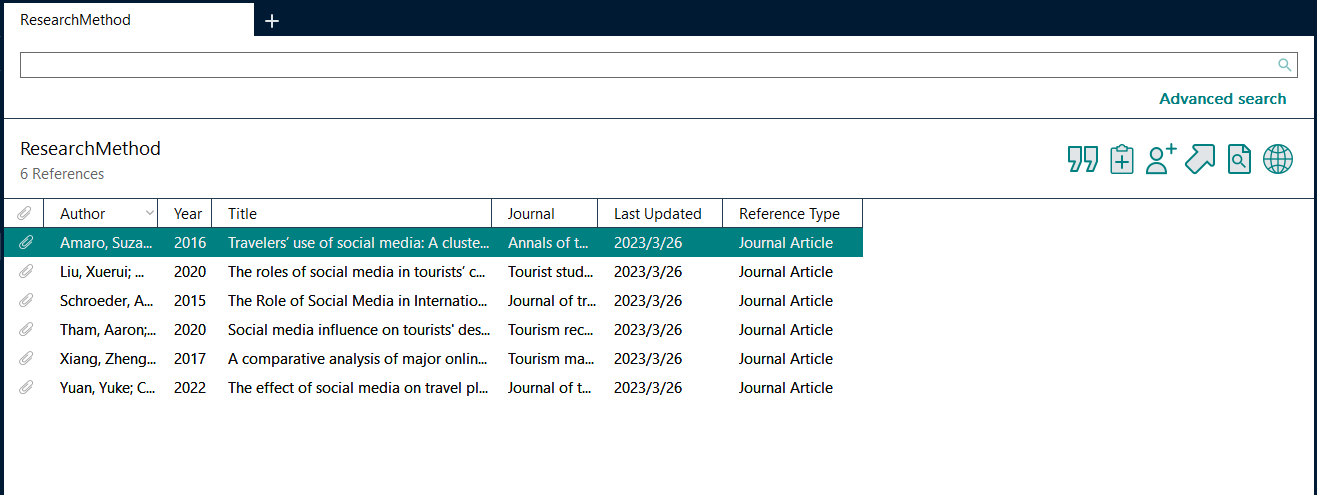 ResearchMethod +
Advanced search
ResearchMethod
6 References
Author Year Title Journal Last Updated Reference Type
Amaro, Suza... 2016 Travelers' use of social media: A cluste... Annals of t... 2023/3/26 Journal Article
Liu, Xuerui; ... 2020 The roles of social media in tourists' c... Tourist stud... 2023/3/26 Journal Article
Schroeder, A... 2015 The Role of Social Media in Internatio... Journal of tr... 2023/3/26 Journal Article
Tham, Aaron;... 2020 Social media influence on tourists' des... Tourism rec... 2023/3/26 Journal Article
Xiang, Zheng... 2017 A comparative analysis of major onlin... Tourism ma... 2023/3/26 Journal Article
Yuan, Yuke; C... 2022 The effect of social media on travel pl... Journal of t... 2023/3/26 Journal Article